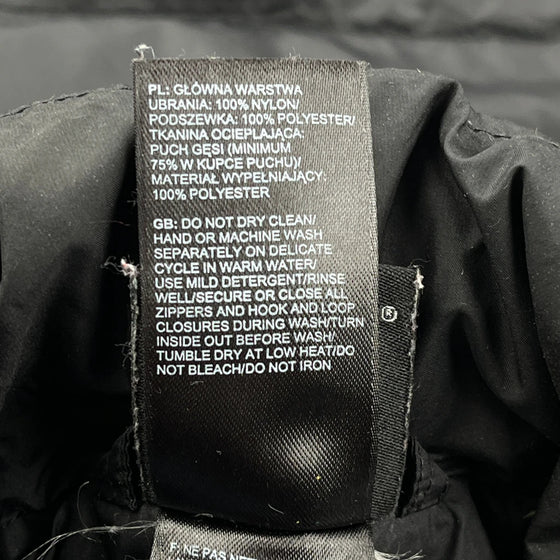 PL: GŁÓWNA WARSTWA
UBRANIA: 100% NYLON/
PODSZEWKA: 100% POLYESTER/
TKANINA OCIEPLAJĄCA:
PUCH GĘSI (MINIMUM
75% W KUPCE PUCHU)/
MATERIAŁ WYPEŁNIAJĄCY:
100% POLYESTER
GB: DO NOT DRY CLEAN/
HAND OR MACHINE WASH
SEPARATELY ON DELICATE
CYCLE IN WARM WATER/
USE MILD DETERGENT/RINSE
WELL/SECURE OR CLOSE ALL
ZIPPERS AND HOOK AND LOOP
CLOSURES DURING WASH/TURN
INSIDE OUT BEFORE WASH/
TUMBLE DRY AT LOW HEAT/DO
NOT BLEACH/DO NOT IRON
®
F: NE PAS